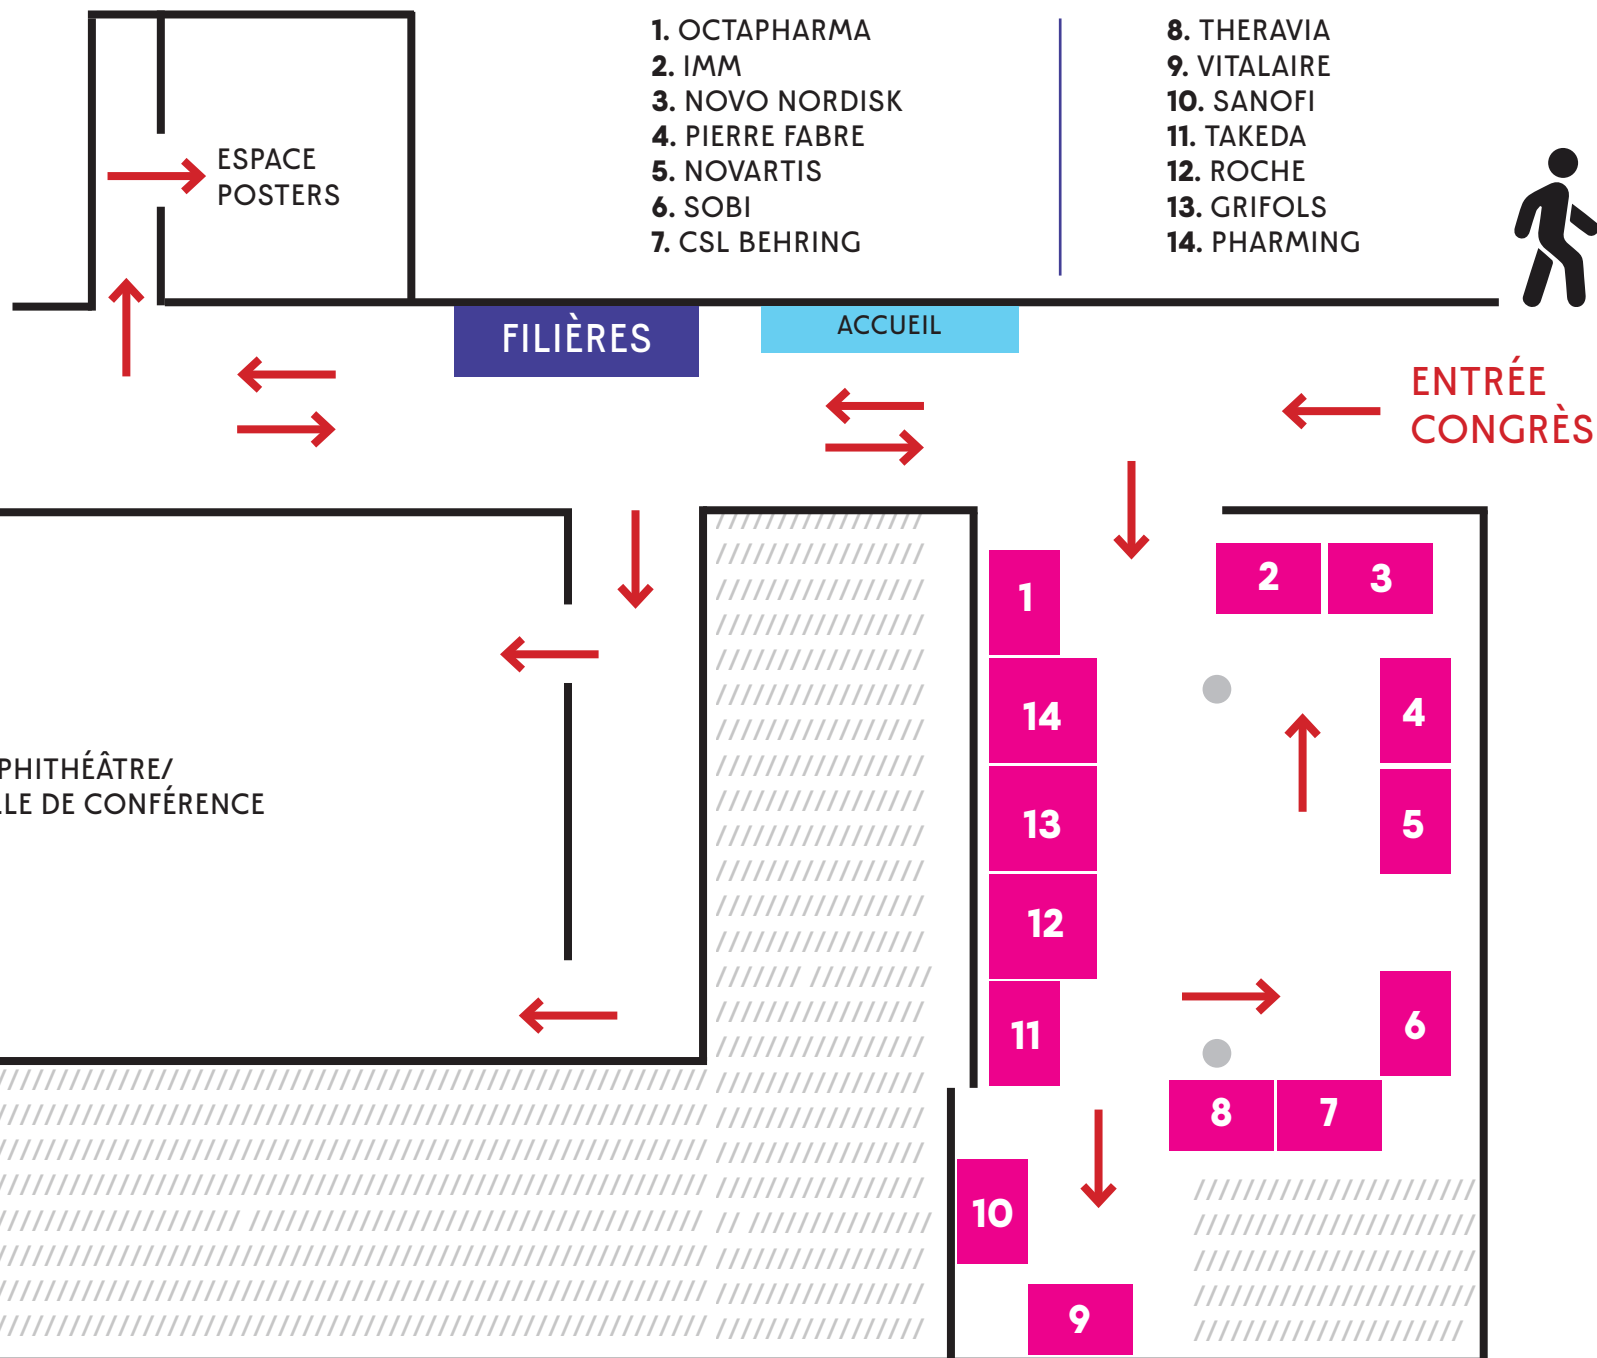 1. OCTAPHARMA
2. IMM
3. NOVO NORDISK
4. PIERRE FABRE
5. NOVARTIS
6. SOBI
7. CSL BEHRING
8. THERAVIA
9. VITALAIRE
10. SANOFI
11. TAKEDA
12. ROCHE
13. GRIFOLS
14. PHARMING
ESPACE
POSTERS
FILIÈRES
ACCUEIL
ENTRÉE
CONGRÈS
PHITHÉÂTRE/
LLE DE CONFÉRENCE
1
2
3
14
4
13
5
12
11
6
8
7
10
9